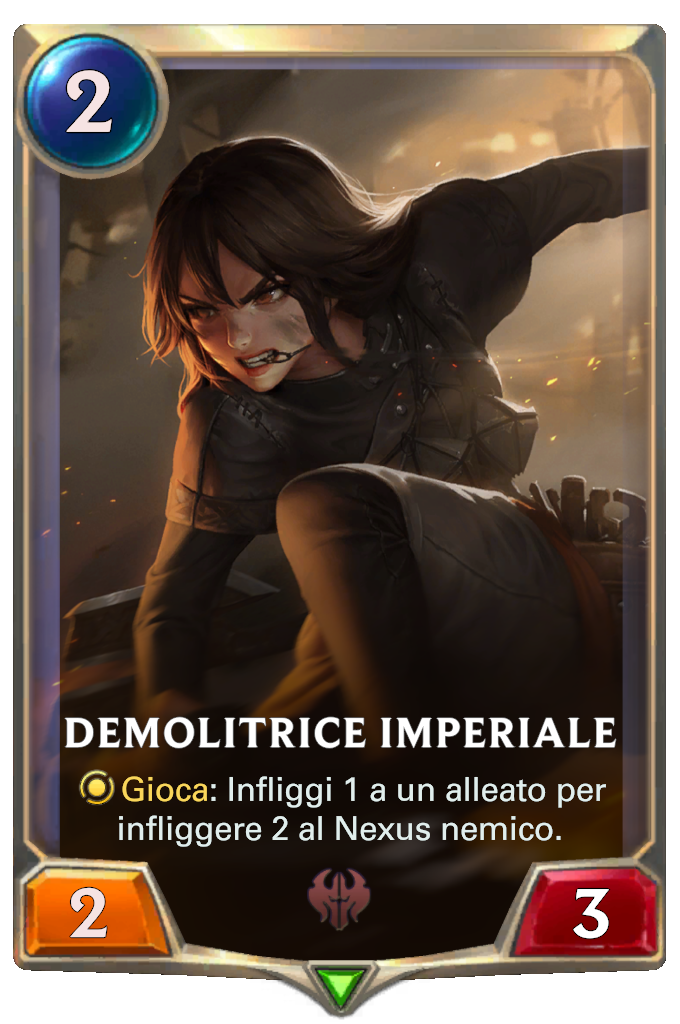 2
DEMOLITRICE IMPERIALE
Gioca: Infliggi 1 a un alleato per
infliggere 2 al Nexus nemico.
2
3